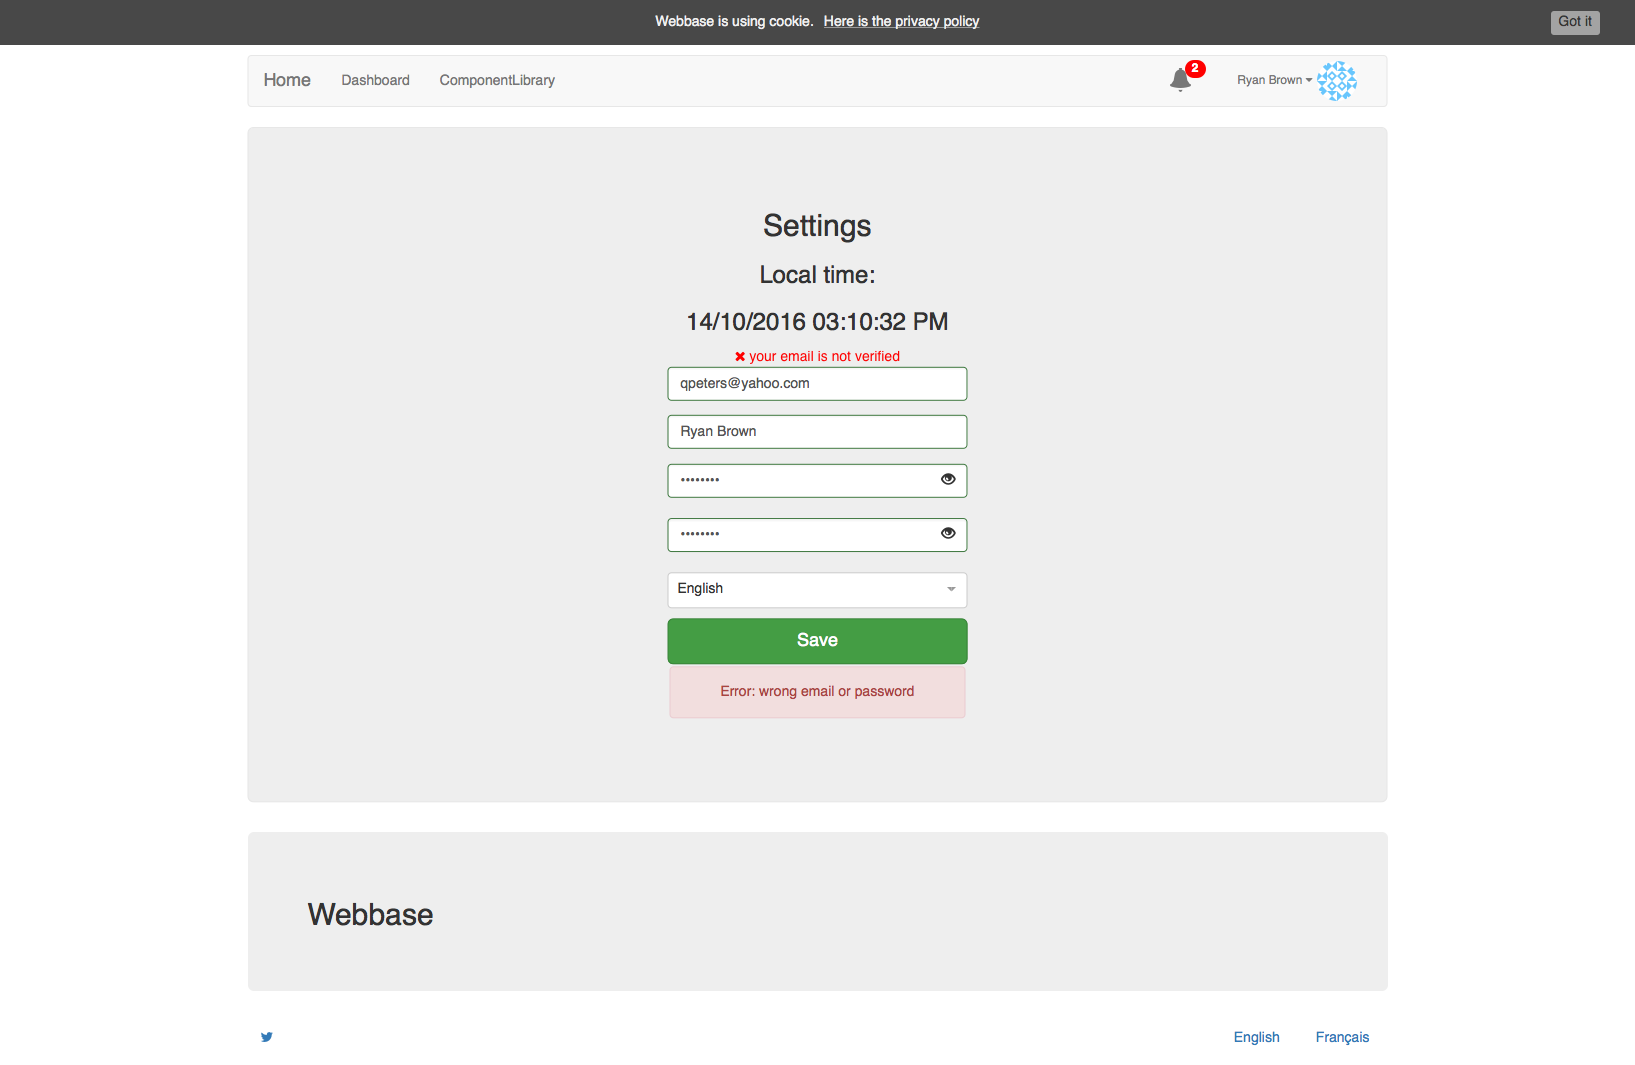 Webbase is using cookie. Here is the privacy policy Got it
Home Dashboard ComponentLibrary 2 Ryan Brown
Settings
Local time:
14/10/2016 03:10:32 PM
your email is not verified
qpeters@yahoo.com
Ryan Brown
••••••••
••••••••
English
Save
Error: wrong email or password
Webbase
English Français